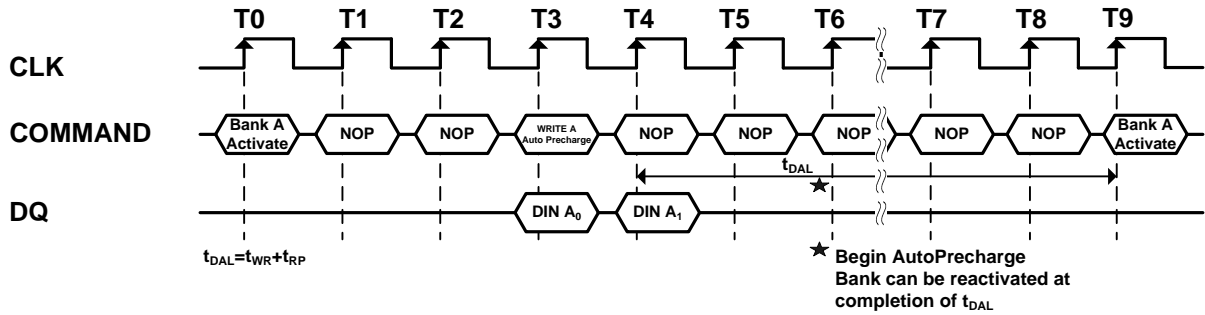 T0 T1 T2 T3 T4 T5 T6 T7 T8 T9
CLK
COMMAND
Bank A Activate NOP NOP WRITE A Auto Precharge NOP NOP NOP NOP NOP Bank A Activate
tDAL
DQ
DIN A0 DIN A1
tDAL=tWR+tRP
★ Begin AutoPrecharge
Bank can be reactivated at
completion of tDAL